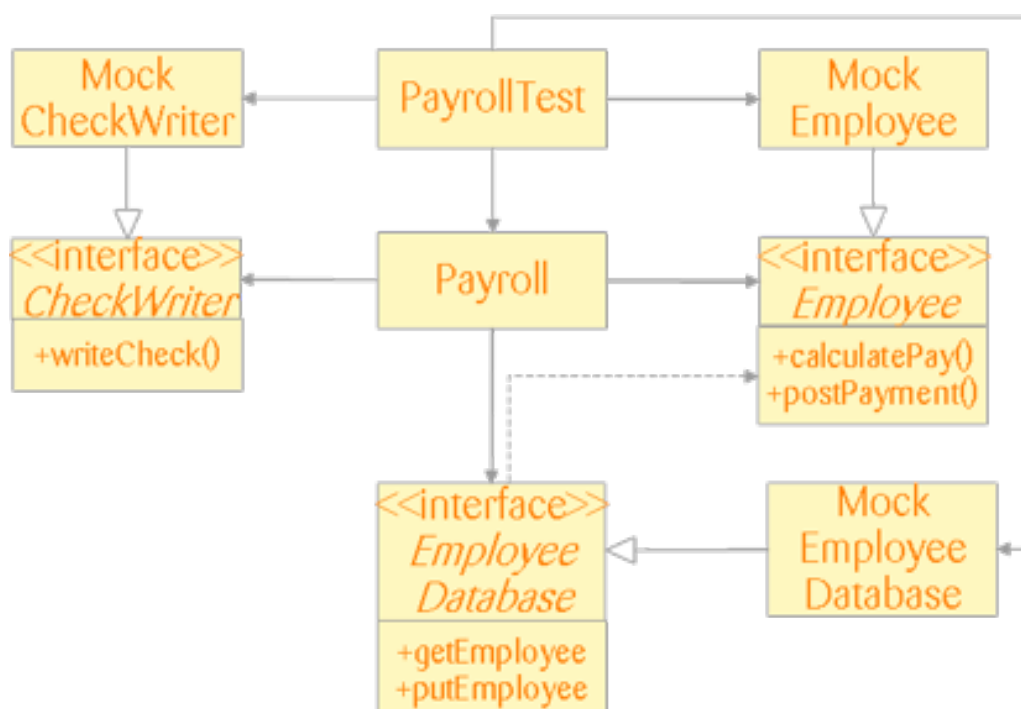 Mock
CheckWriter
PayrollTest
Mock
Employee
<<interface>>
CheckWriter
+writeCheck()
Payroll
<<interface>>
Employee
+calculatePay()
+postPayment()
<<interface>>
Employee
Database
+getEmployee
+putEmployee
Mock
Employee
Database